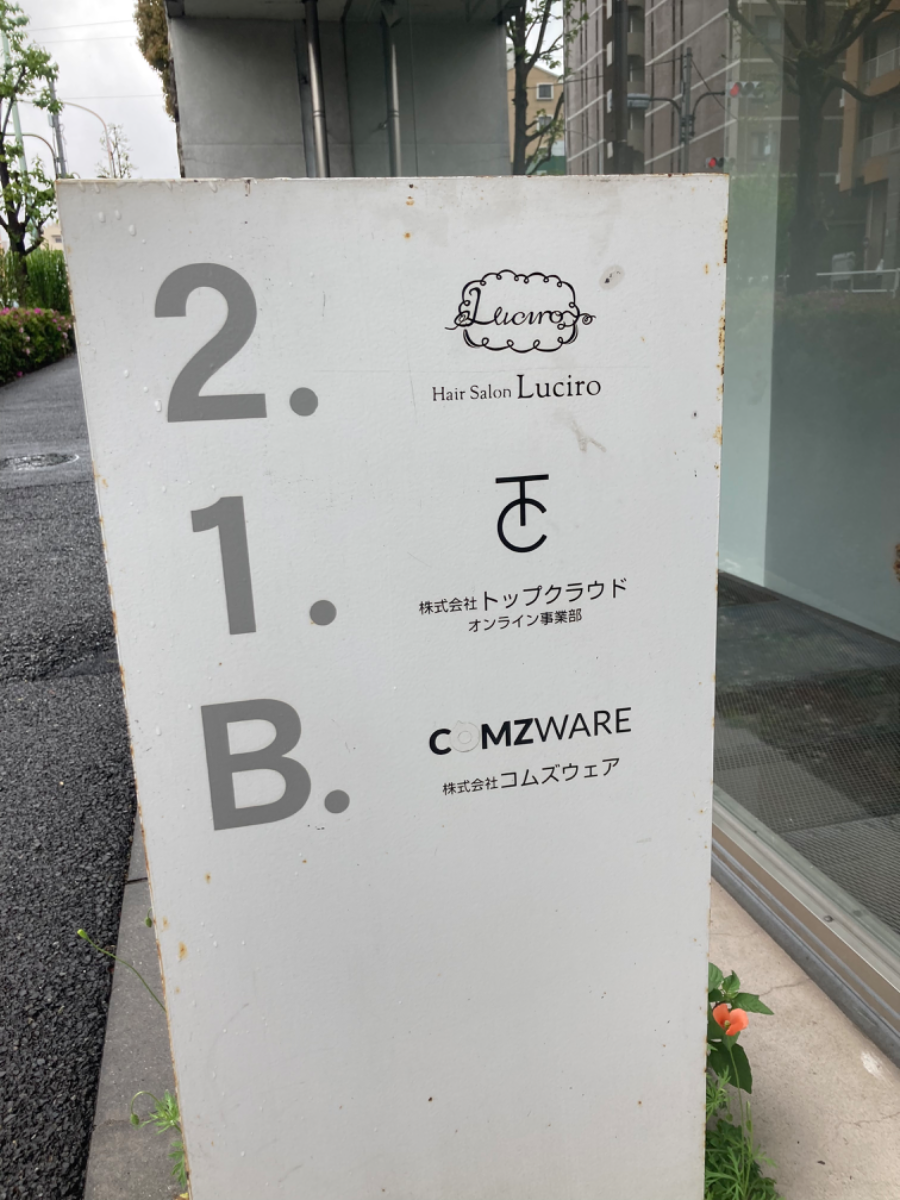 2.
Luciro
Hair Salon Luciro
1.
TC
株式会社トップクラウド
オンライン事業部
B.
COMZWARE
株式会社コムズウェア